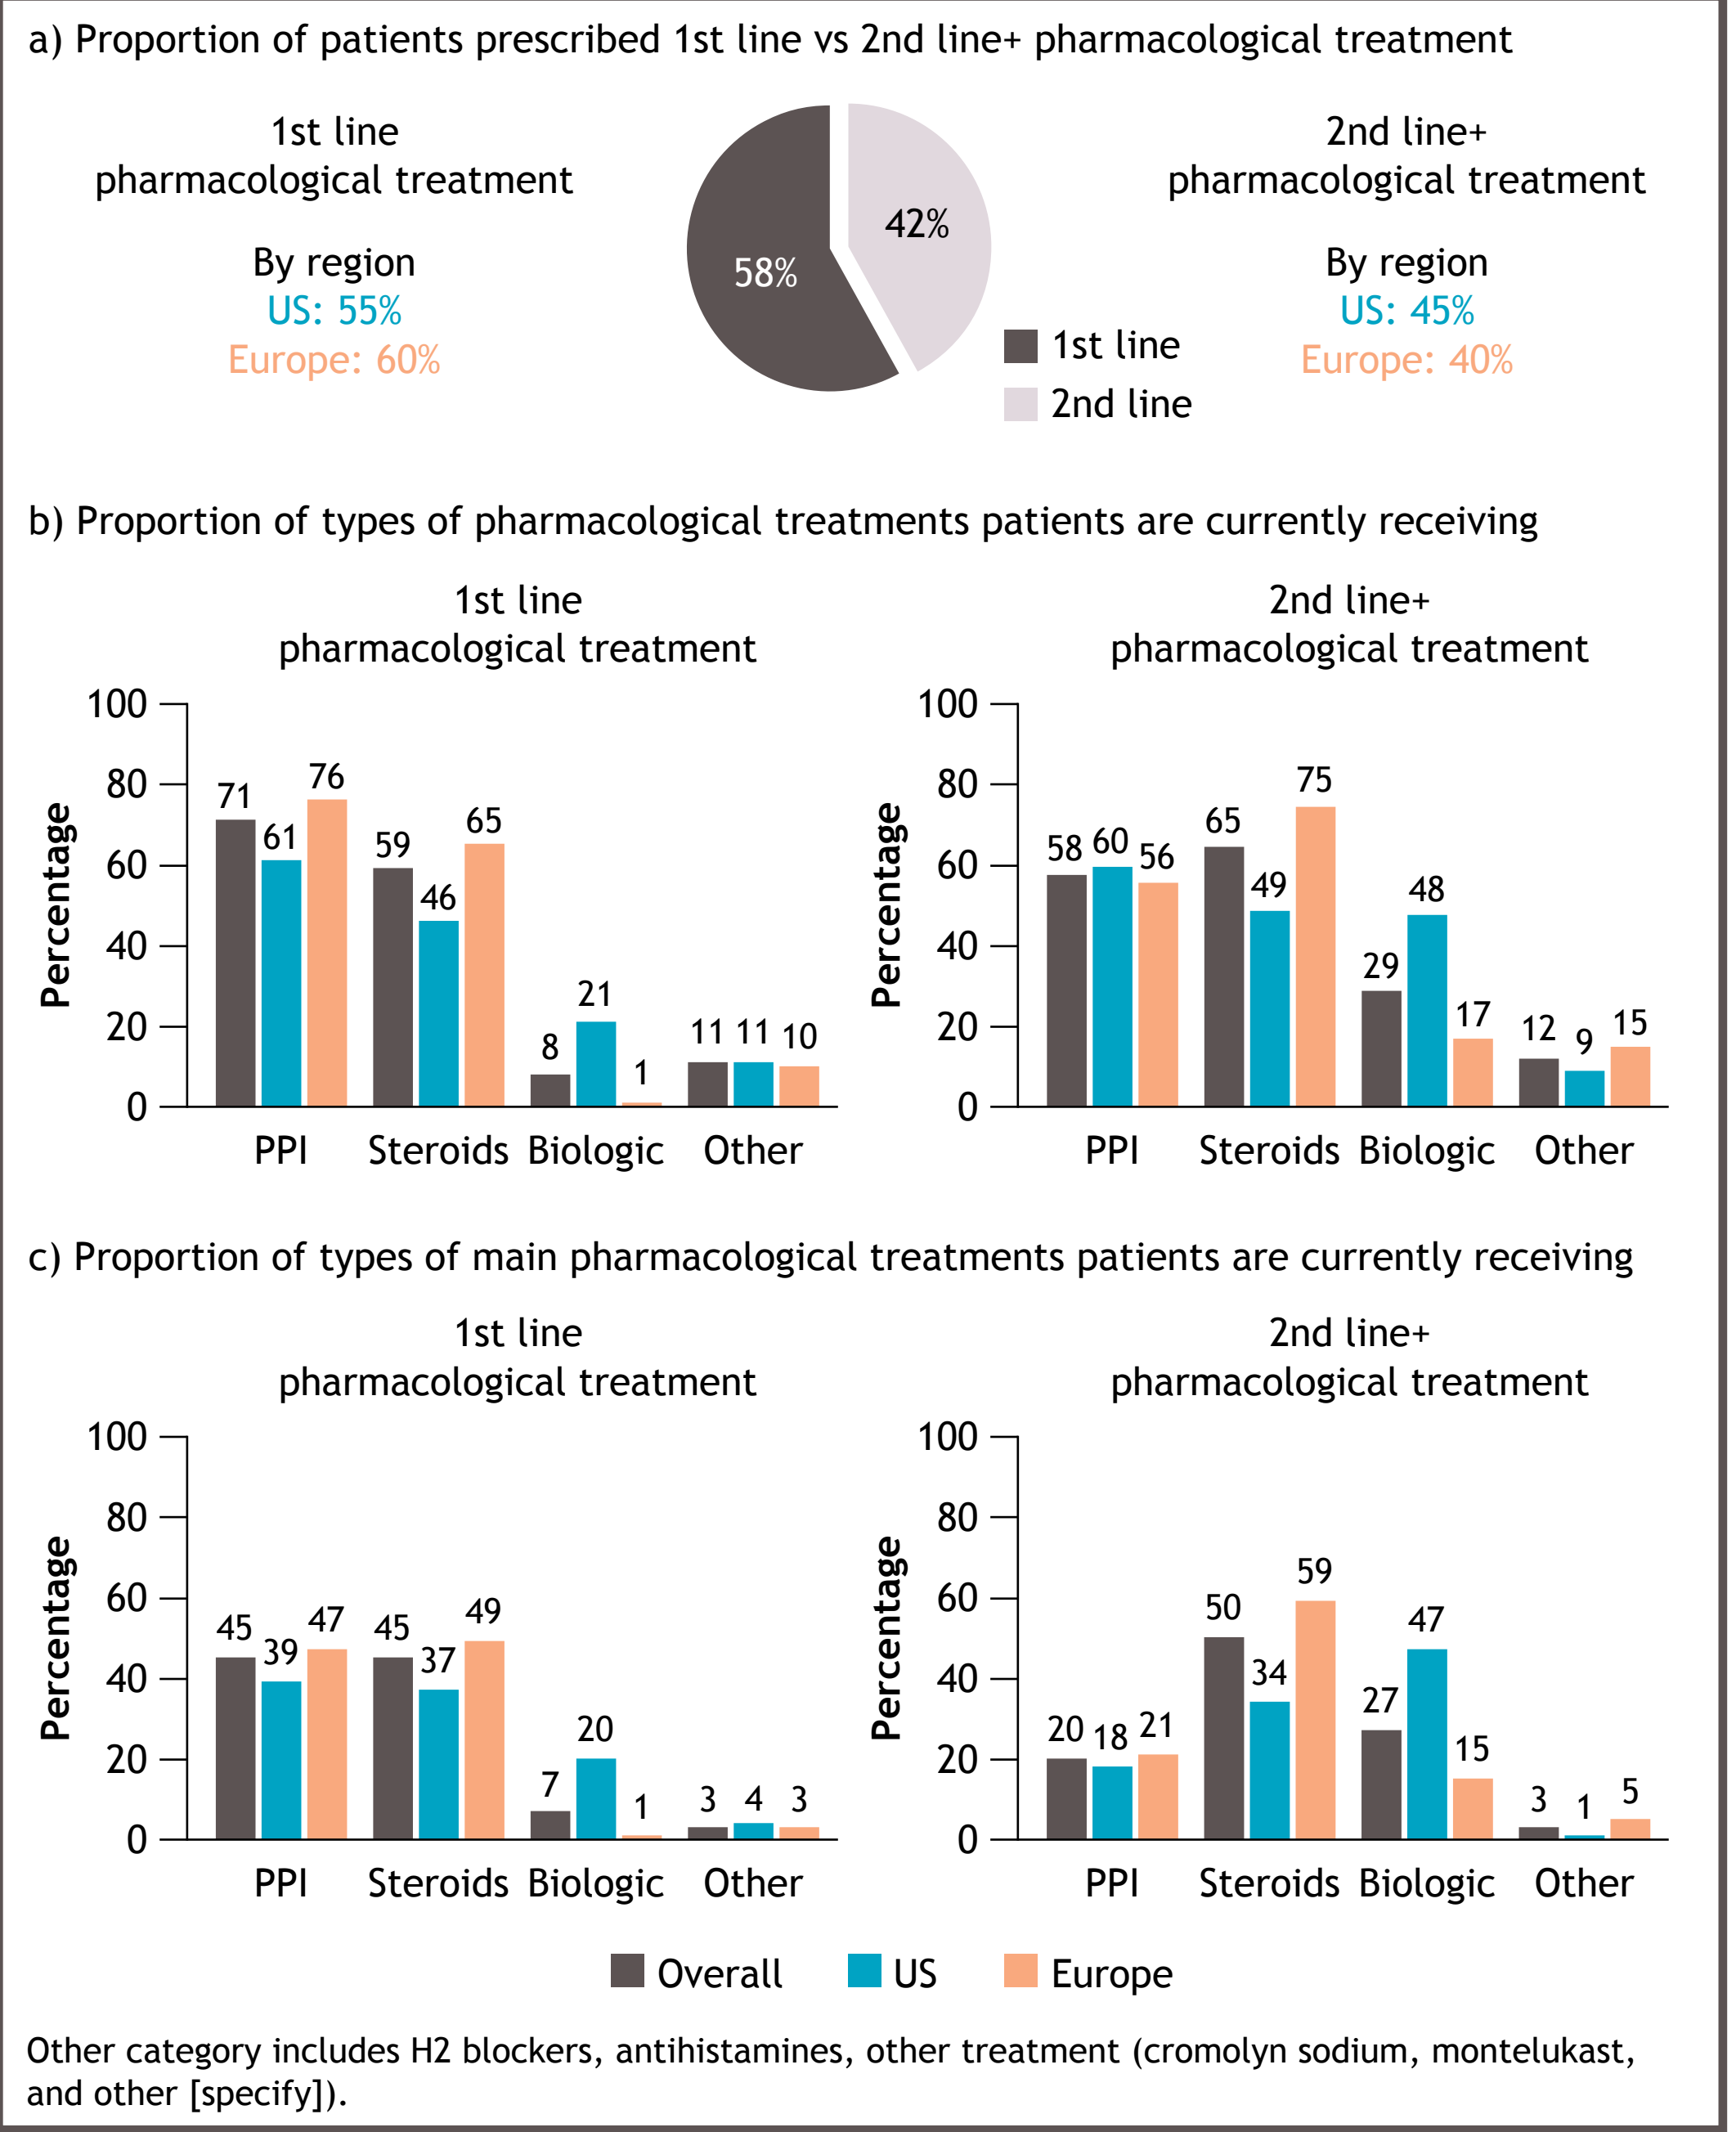 a) Proportion of patients prescribed 1st line vs 2nd line+ pharmacological treatment
1st line
pharmacological treatment
By region
US: 55%
Europe: 60%
58%
42%
1st line
2nd line
2nd line+
pharmacological treatment
By region
US: 45%
Europe: 40%
b) Proportion of types of pharmacological treatments patients are currently receiving
1st line
pharmacological treatment
Percentage
100
80
60
40
20
0
71 61 76
59 46 65
8 21 1
11 11 10
PPI Steroids Biologic Other
2nd line+
pharmacological treatment
Percentage
100
80
60
40
20
0
58 60 56
65 49 75
29 48 17
12 9 15
PPI Steroids Biologic Other
c) Proportion of types of main pharmacological treatments patients are currently receiving
1st line
pharmacological treatment
Percentage
100
80
60
40
20
0
45 39 47
45 37 49
7 20 1
3 4 3
PPI Steroids Biologic Other
2nd line+
pharmacological treatment
Percentage
100
80
60
40
20
0
20 18 21
50 34 59
27 47 15
3 1 5
PPI Steroids Biologic Other
Overall US Europe
Other category includes H2 blockers, antihistamines, other treatment (cromolyn sodium, montelukast,
and other [specify]).